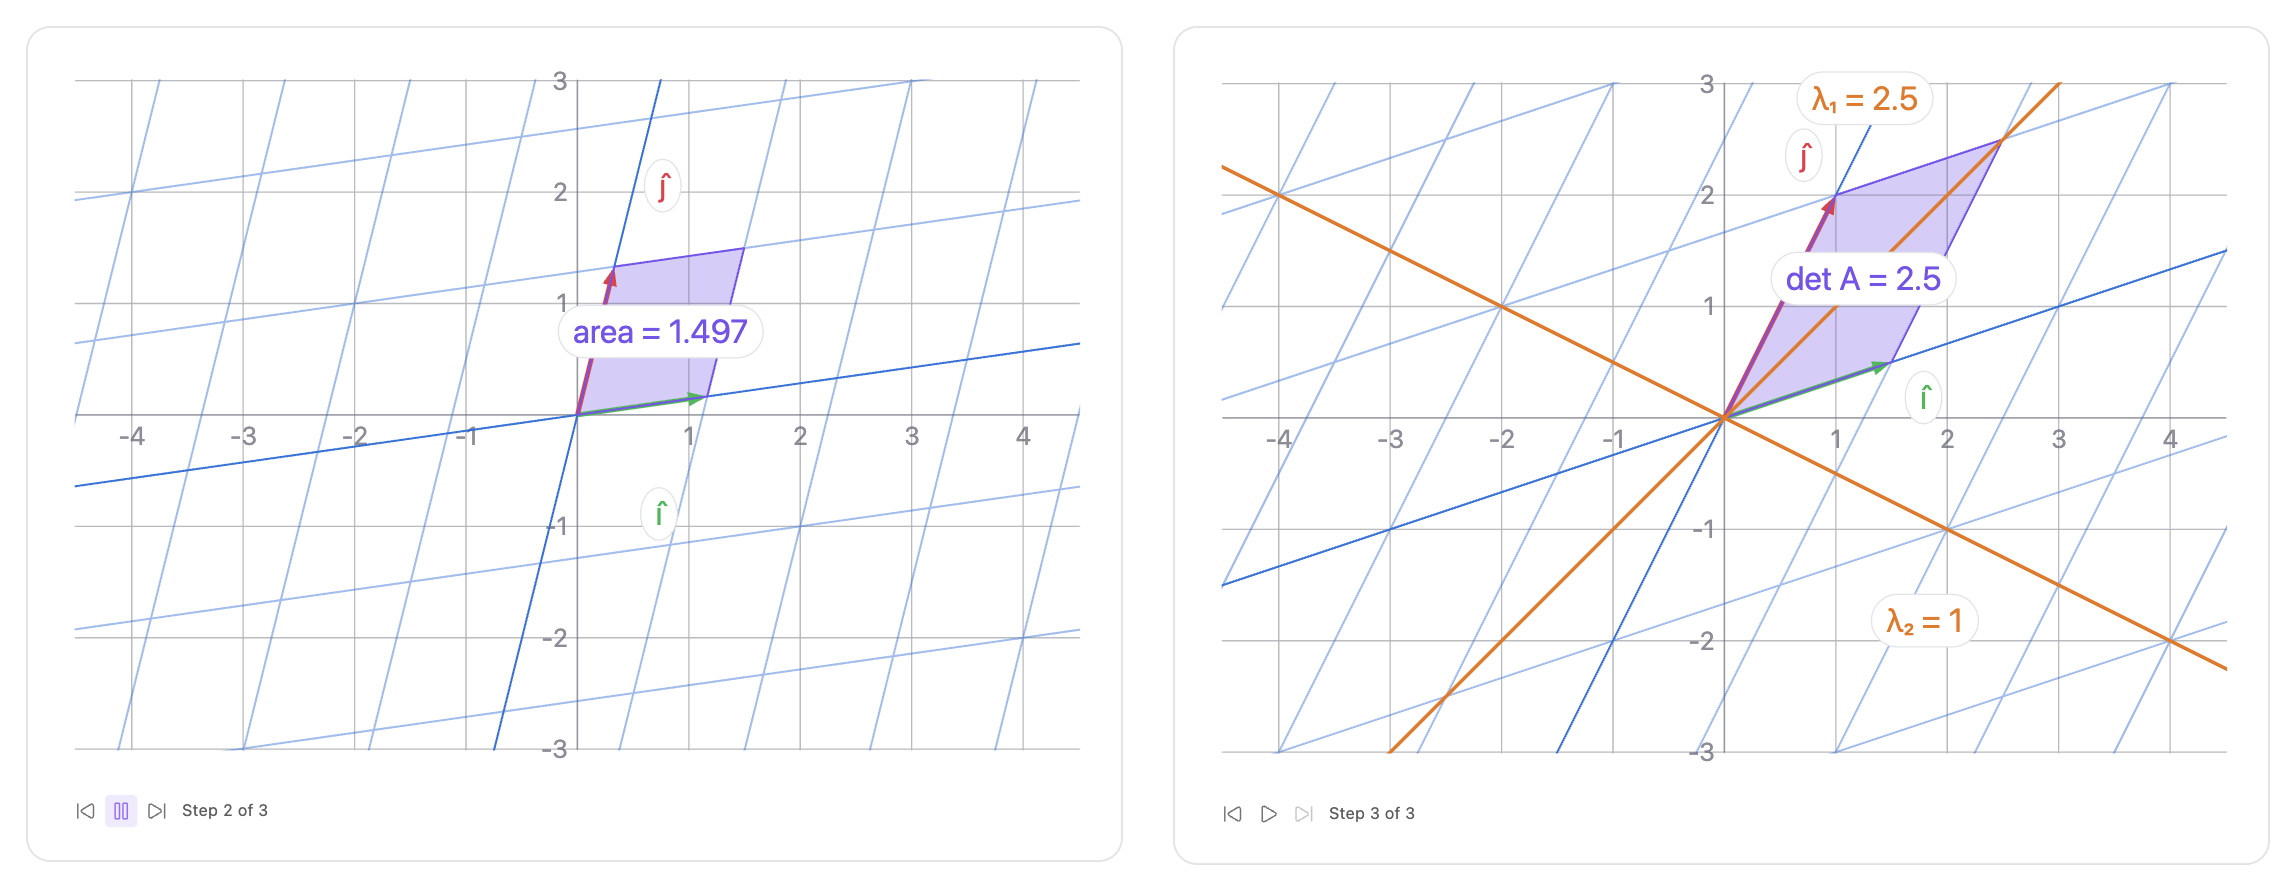 3
2
ĵ
1
area = 1.497
-4
-3
-2
-1
1
2
3
4
î
-1
-2
-3
Step 2 of 3
3
λ₁ = 2.5
ĵ
2
det A = 2.5
1
î
-4
-3
-2
-1
1
2
3
4
-1
λ₂ = 1
-2
-3
Step 3 of 3